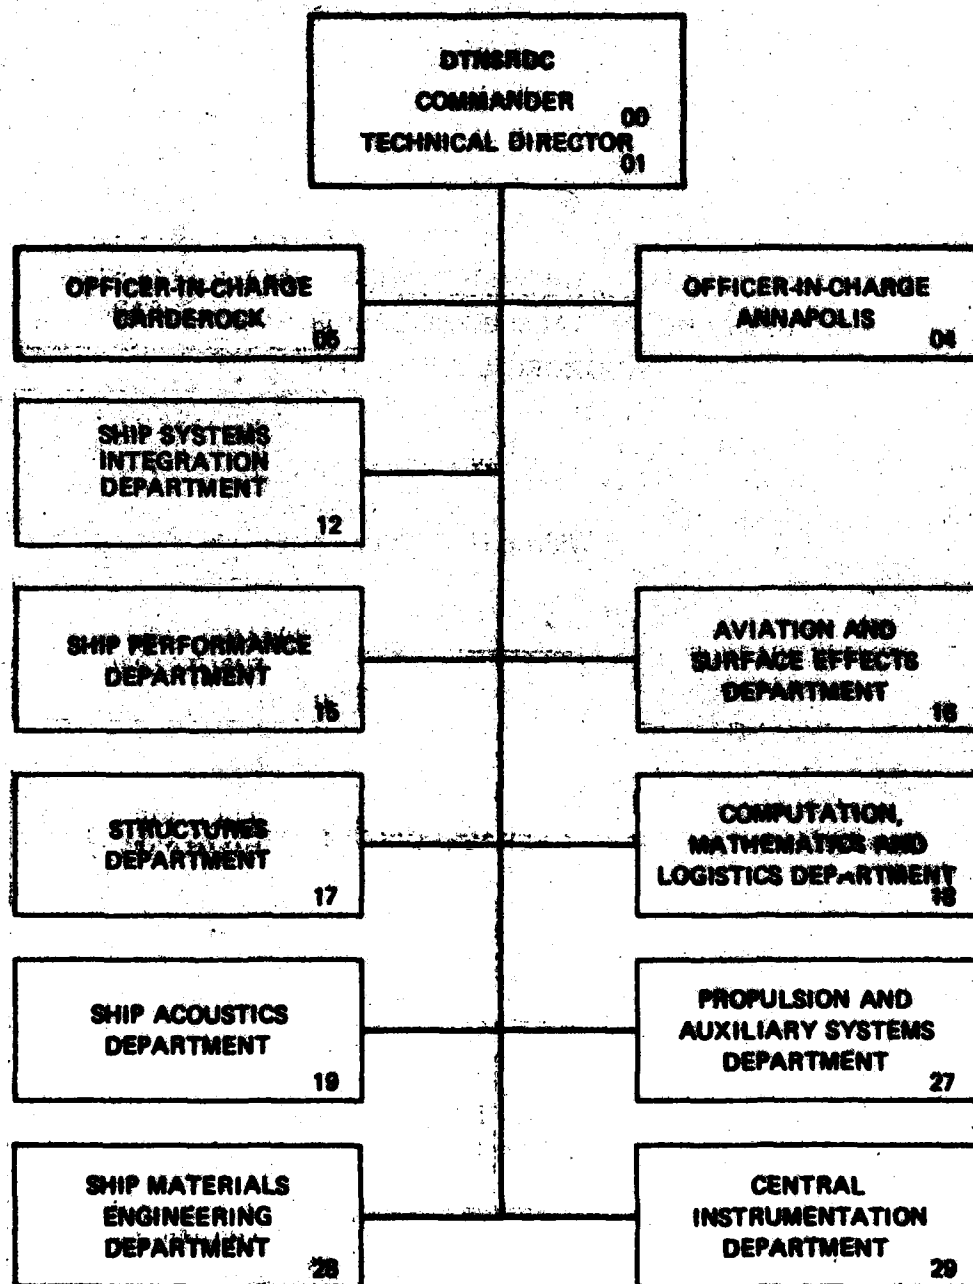 DTNSRDC
COMMANDER
00
TECHNICAL DIRECTOR
01
OFFICER-IN-CHARGE
CARDEROCK
05
OFFICER-IN-CHARGE
ANNAPOLIS
04
SHIP SYSTEMS
INTEGRATION
DEPARTMENT
12
SHIP PERFORMANCE
DEPARTMENT
15
AVIATION AND
SURFACE EFFECTS
DEPARTMENT
16
STRUCTURES
DEPARTMENT
17
COMPUTATION,
MATHEMATICS AND
LOGISTICS DEPARTMENT
18
SHIP ACOUSTICS
DEPARTMENT
19
PROPULSION AND
AUXILIARY SYSTEMS
DEPARTMENT
27
SHIP MATERIALS
ENGINEERING
DEPARTMENT
28
CENTRAL
INSTRUMENTATION
DEPARTMENT
29